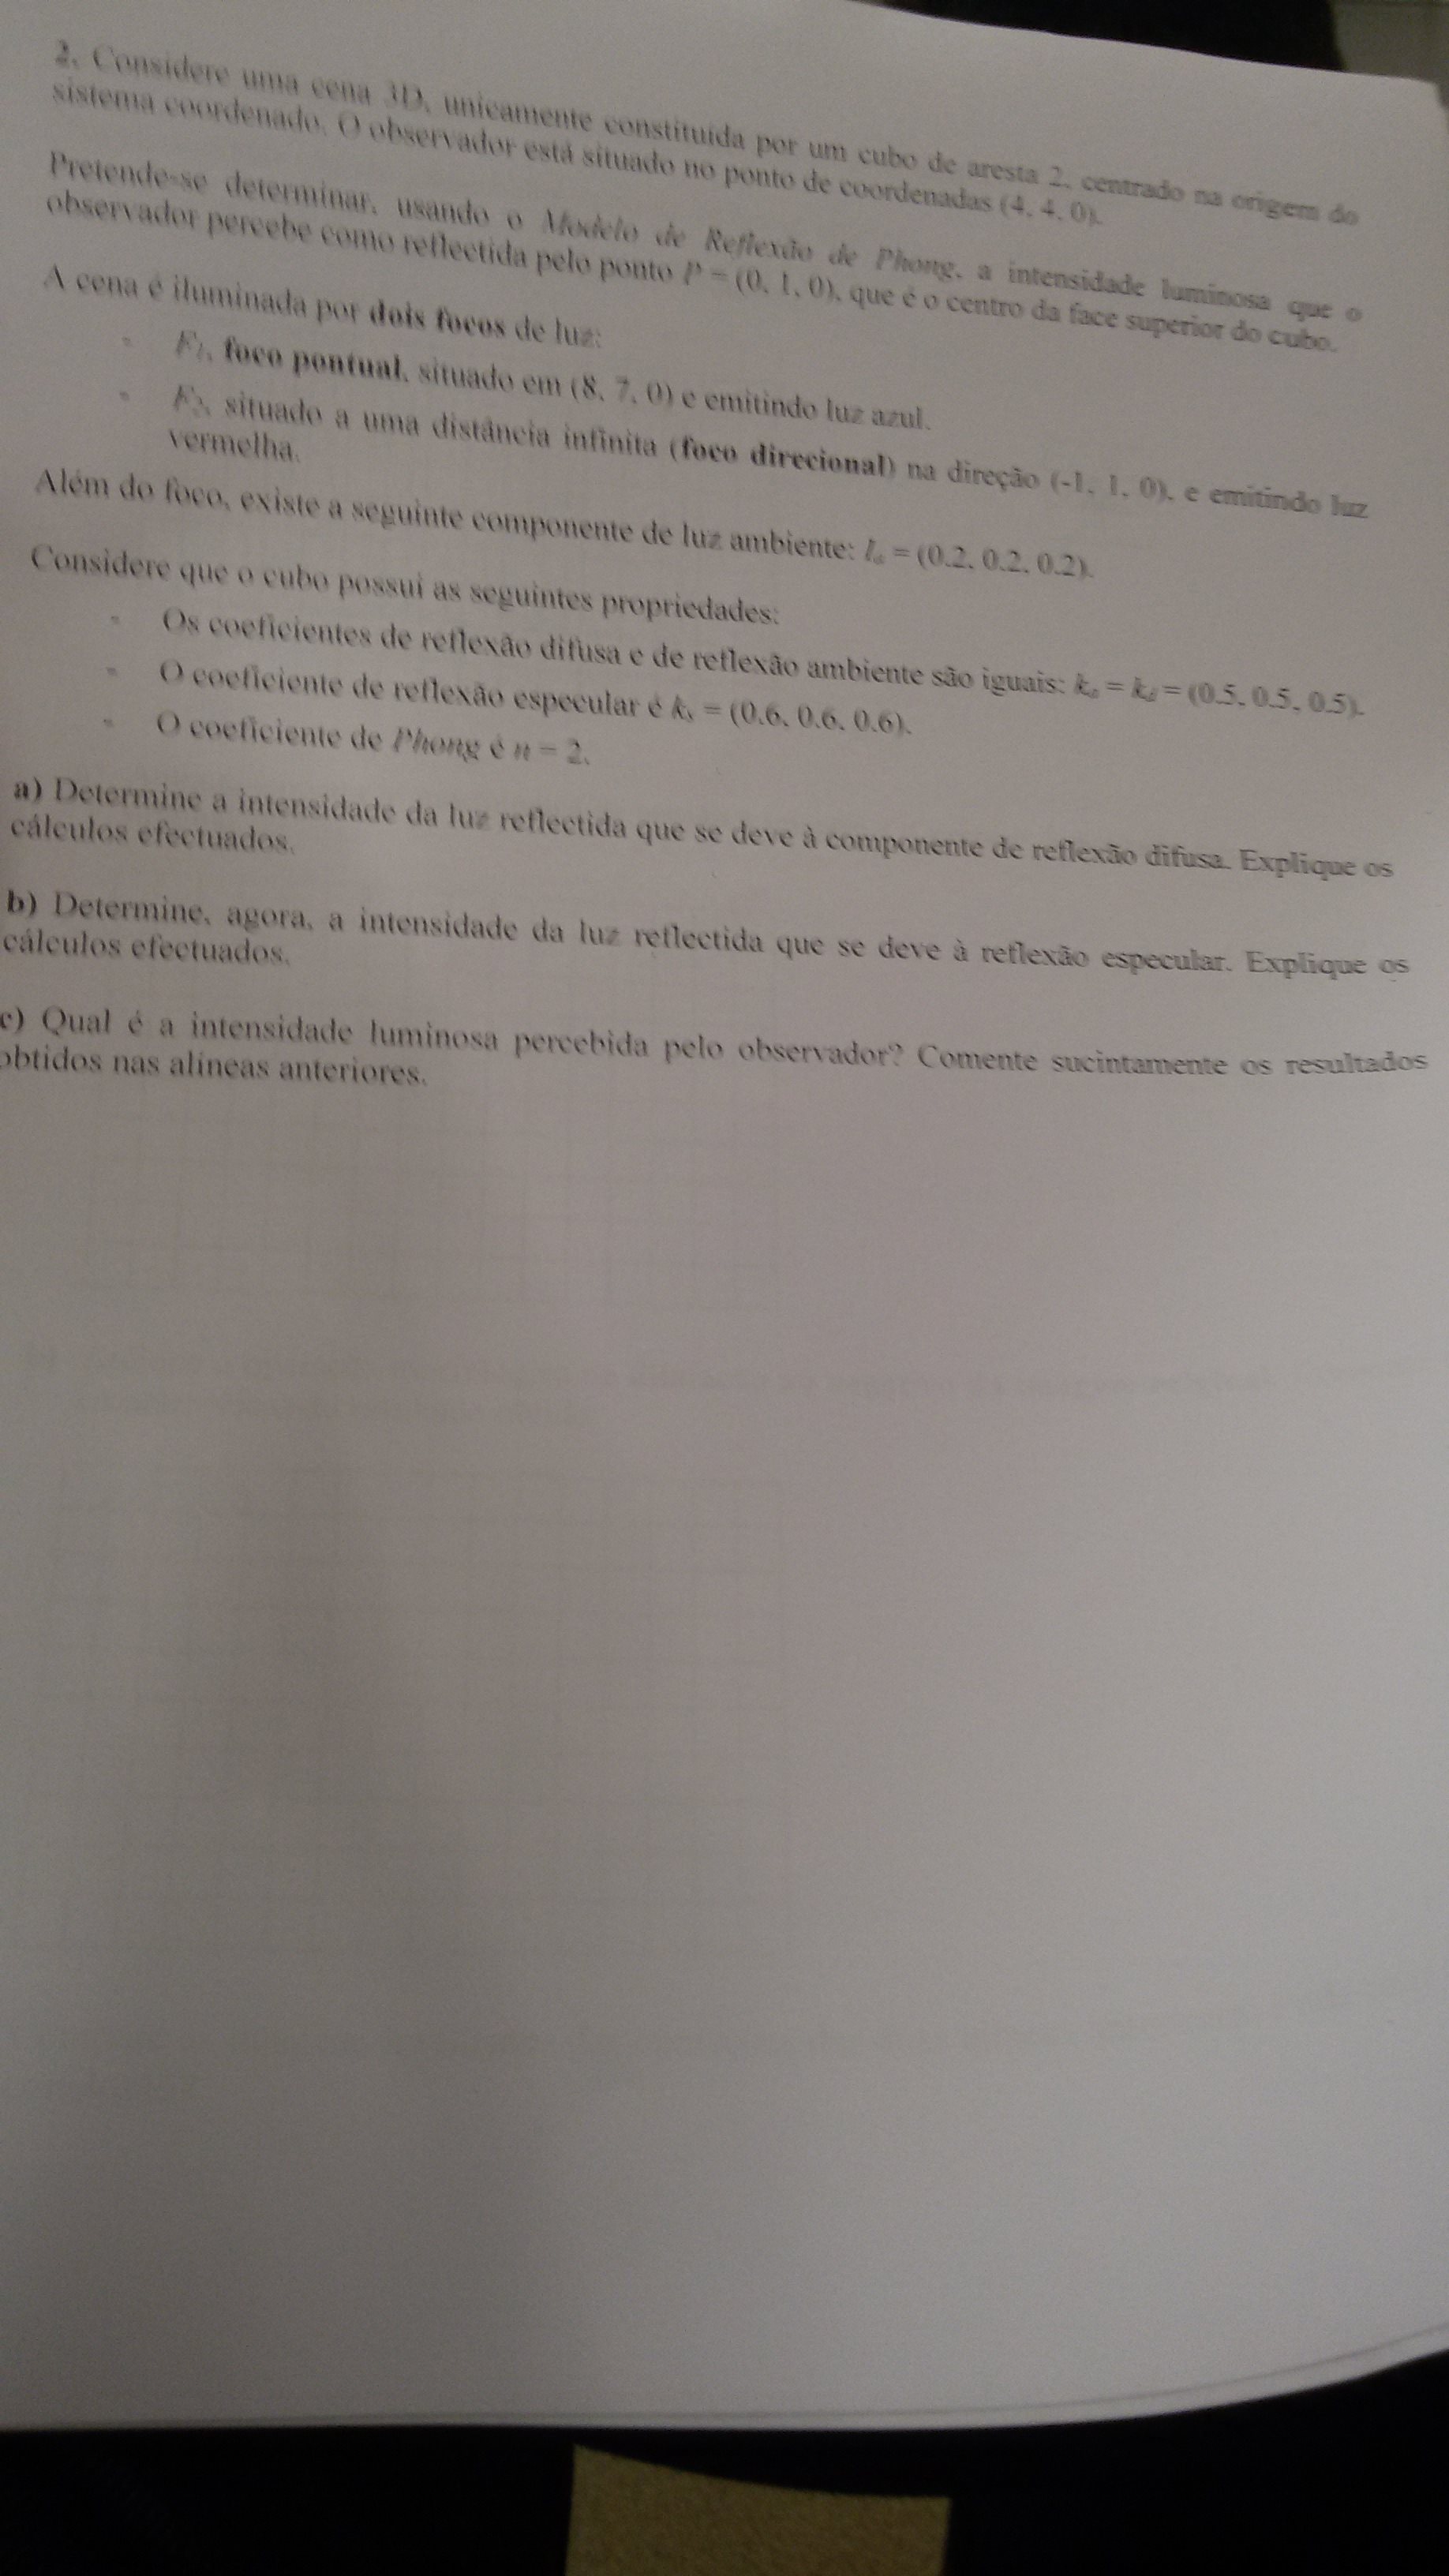 2. Considere uma cena 3D, unicamente constituída por um cubo de aresta 2, centrado na origem do
sistema coordenado. O observador está situado no ponto de coordenadas (4, 4, 0).
Pretende-se determinar, usando o Modelo de Reflexão de Phong, a intensidade luminosa que o
observador percebe como reflectida pelo ponto P = (0, 1, 0), que é o centro da face superior do cubo.
A cena é iluminada por dois focos de luz:
F1, foco pontual, situado em (8, 7, 0) e emitindo luz azul.
F2, situado a uma distância infinita (foco direcional) na direção (-1, 1, 0), e emitindo luz
vermelha.
Além do foco, existe a seguinte componente de luz ambiente: Ia = (0.2, 0.2, 0.2).
Considere que o cubo possui as seguintes propriedades:
Os coeficientes de reflexão difusa e de reflexão ambiente são iguais: ka = kd = (0.5, 0.5, 0.5).
O coeficiente de reflexão especular é ks = (0.6, 0.6, 0.6).
O coeficiente de Phong é n = 2.
a) Determine a intensidade da luz reflectida que se deve à componente de reflexão difusa. Explique os
cálculos efectuados.
b) Determine, agora, a intensidade da luz reflectida que se deve à reflexão especular. Explique os
cálculos efectuados.
c) Qual é a intensidade luminosa percebida pelo observador? Comente sucintamente os resultados
obtidos nas alíneas anteriores.